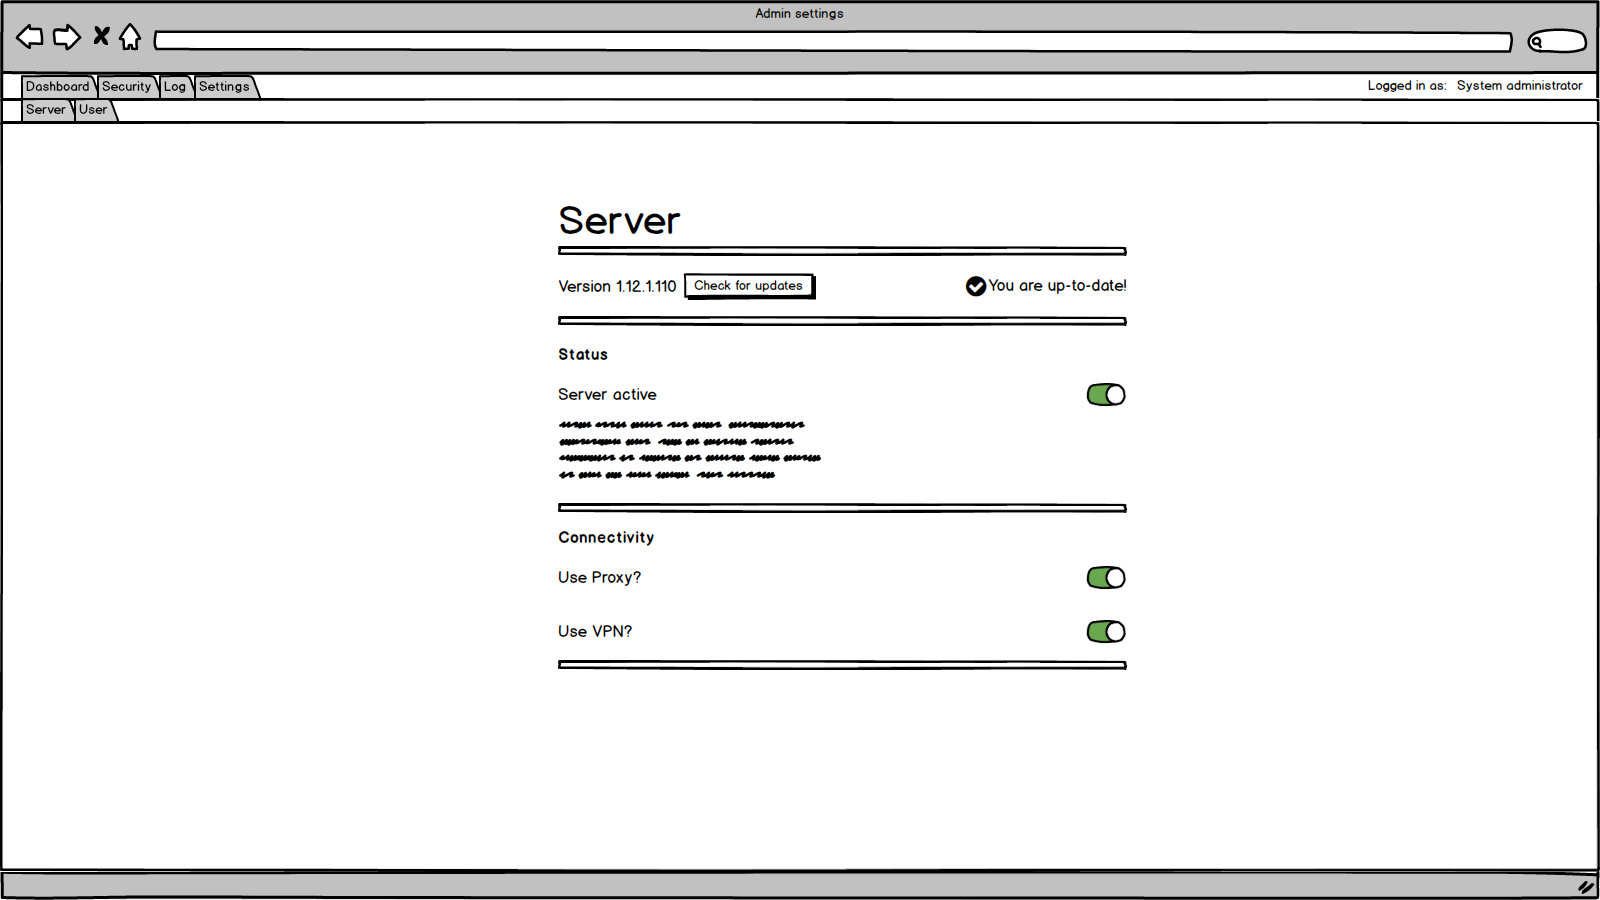 Admin settings
Dashboard Security Log Settings
Logged in as: System administrator
Server User
Server
Version 1.12.1.110 Check for updates You are up-to-date!
Status
Server active
Connectivity
Use Proxy?
Use VPN?